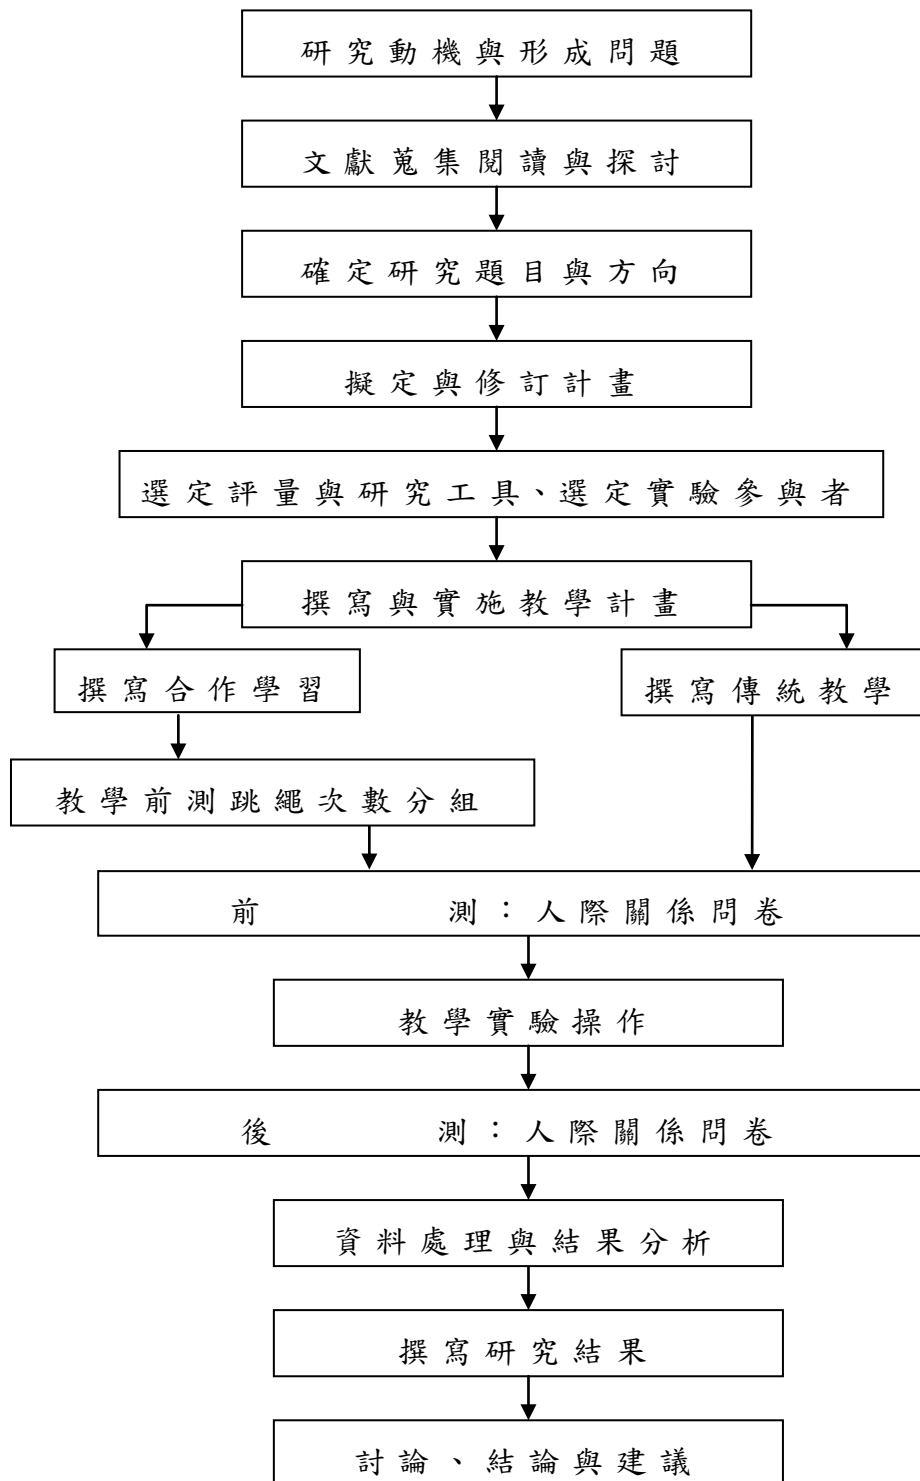 研究動機與形成問題
文獻蒐集閱讀與探討
確定研究題目與方向
擬定與修訂計畫
選定評量與研究工具、選定實驗參與者
撰寫與實施教學計畫
撰寫合作學習
撰寫傳統教學
教學前測跳繩次數分組
前 測：人際關係問卷
教學實驗操作
後 測：人際關係問卷
資料處理與結果分析
撰寫研究結果
討論、結論與建議